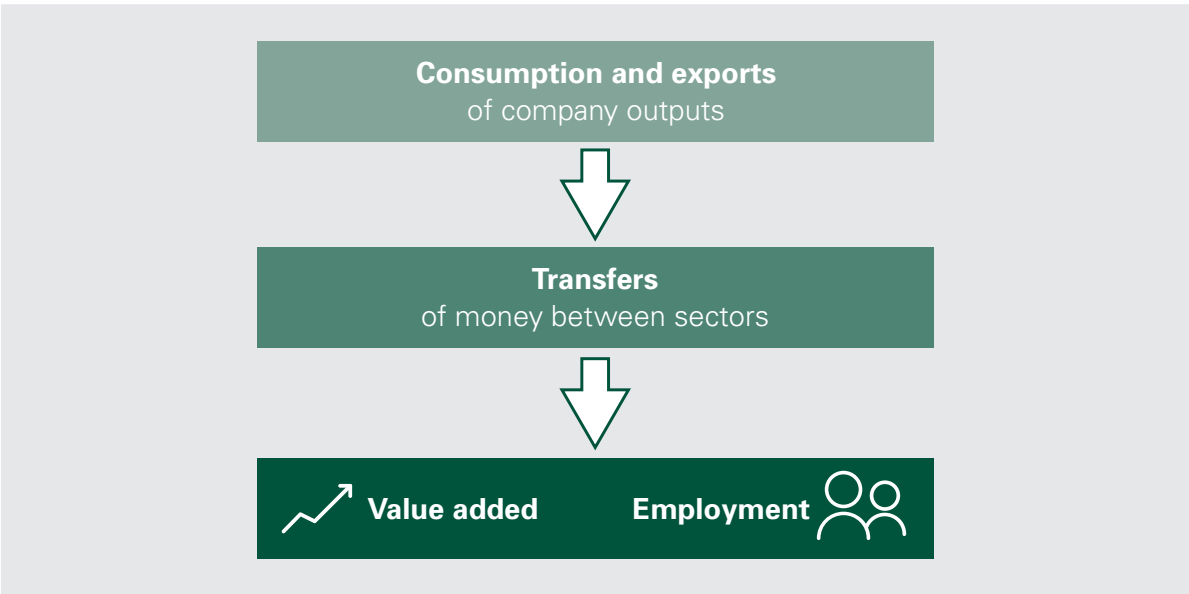 Consumption and exports
of company outputs
Transfers
of money between sectors
Value added
Employment